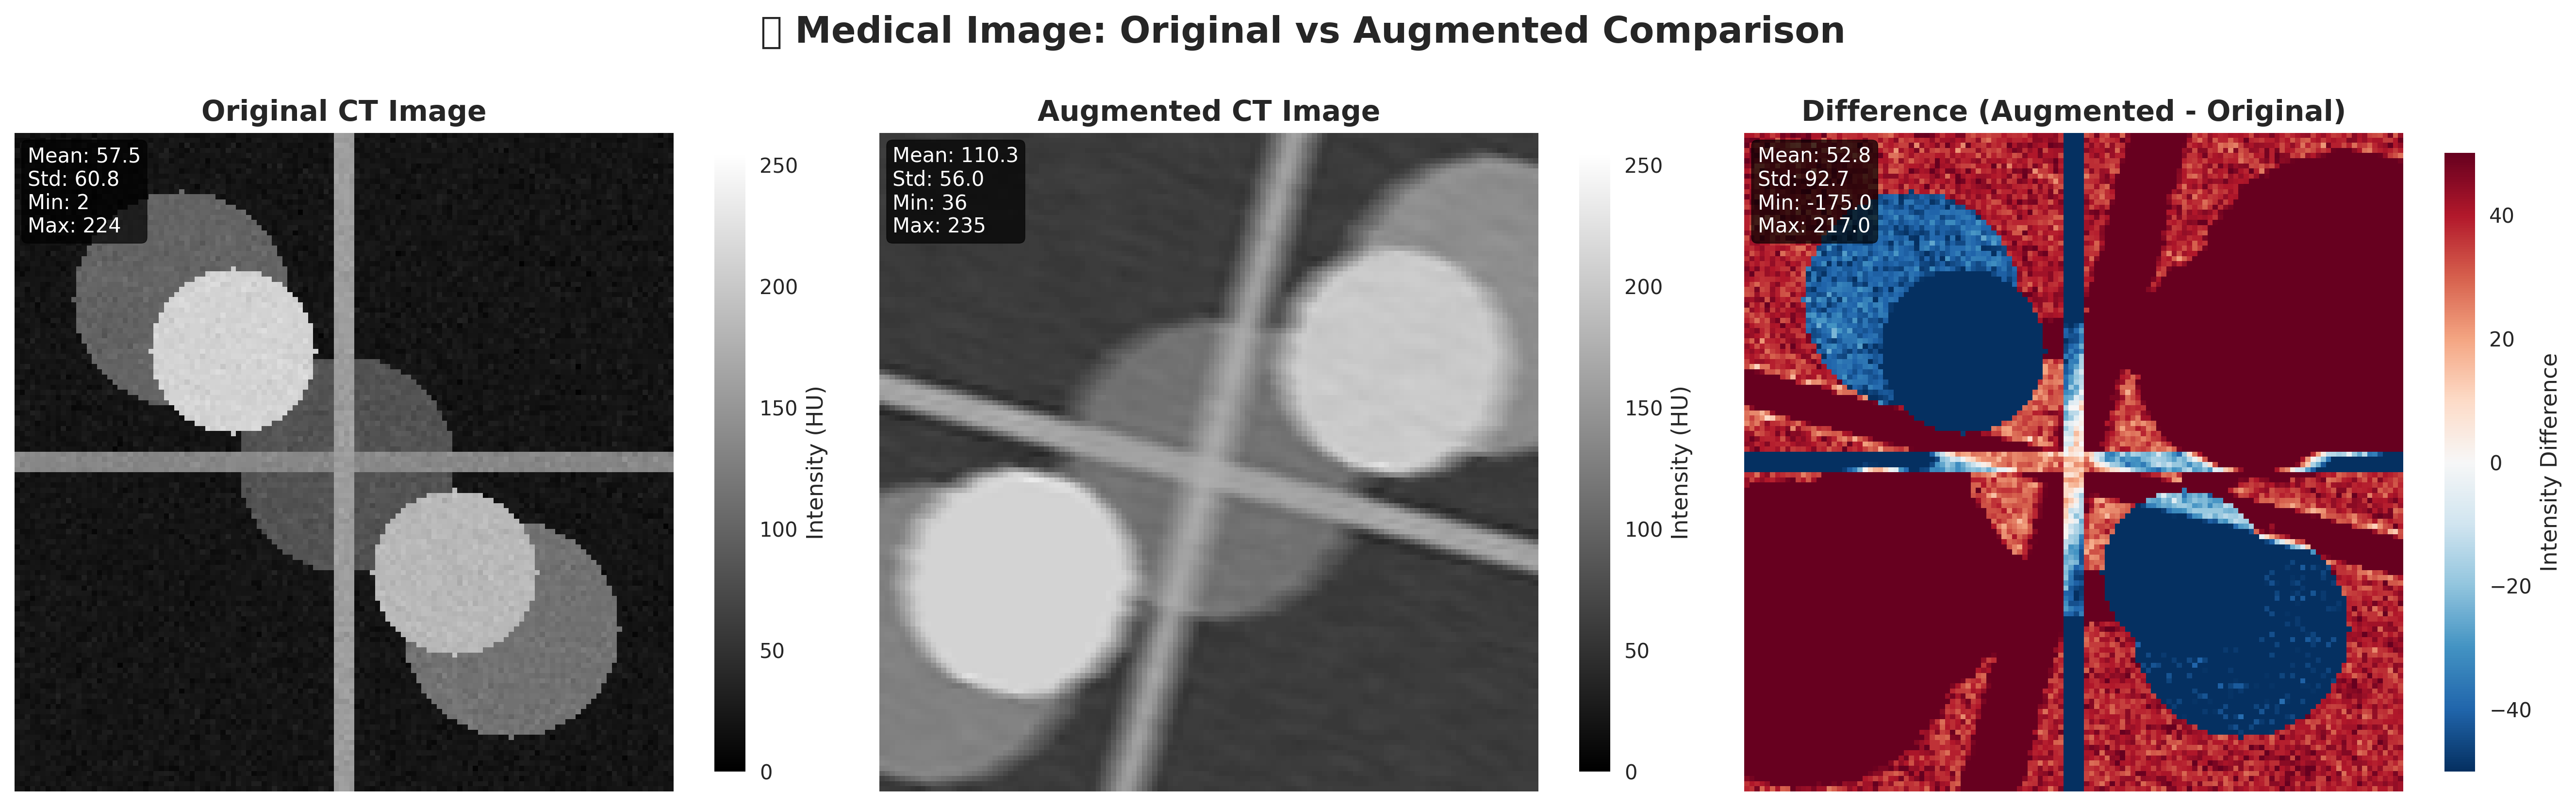 Medical Image: Original vs Augmented Comparison
Original CT Image
Mean: 57.5
Std: 60.8
Min: 2
Max: 224
250
200
150
100
50
0
Intensity (HU)
Augmented CT Image
Mean: 110.3
Std: 56.0
Min: 36
Max: 235
250
200
150
100
50
0
Intensity (HU)
Difference (Augmented - Original)
Mean: 52.8
Std: 92.7
Min: -175.0
Max: 217.0
40
20
0
−20
−40
Intensity Difference